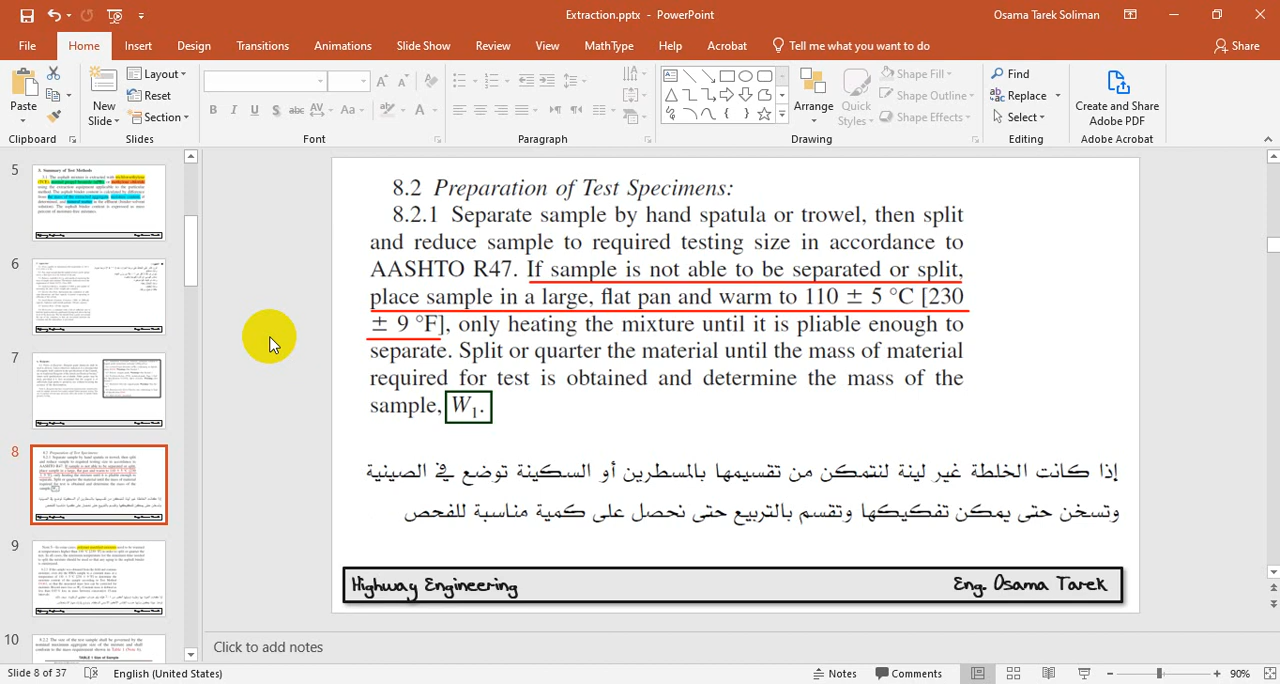 Extraction.pptx - PowerPoint
Osama Tarek Soliman
File Home Insert Design Transitions Animations Slide Show Review View MathType Help Acrobat Tell me what you want to do Share
Paste
New Slide
Layout
Reset
Section
B I U S abc AV Aa A
Arrange
Quick Styles
Shape Fill
Shape Outline
Shape Effects
Find
Replace
Select
Create and Share Adobe PDF
Clipboard Slides Font Paragraph Drawing Editing Adobe Acrobat
5
6
7
8
9
10
8.2 Preparation of Test Specimens:
8.2.1 Separate sample by hand spatula or trowel, then split
and reduce sample to required testing size in accordance to
AASHTO R47. If sample is not able to be separated or split,
place sample in a large, flat pan and warm to 110 ± 5 °C [230
± 9 °F], only heating the mixture until it is pliable enough to
separate. Split or quarter the material until the mass of material
required for test is obtained and determine the mass of the
sample, W1.
إذا كانت الخلطة غير لينة لنتمكن من تقسيمها بالمسطرين أو السكينة توضع في الصينية
وتسخن حتى يمكن تفكيكها وتقسم بالتربيع حتى نحصل على كمية مناسبة للفحص
Highway Engineering Eng. Osama Tarek
Click to add notes
Slide 8 of 37 English (United States) Notes Comments 90%